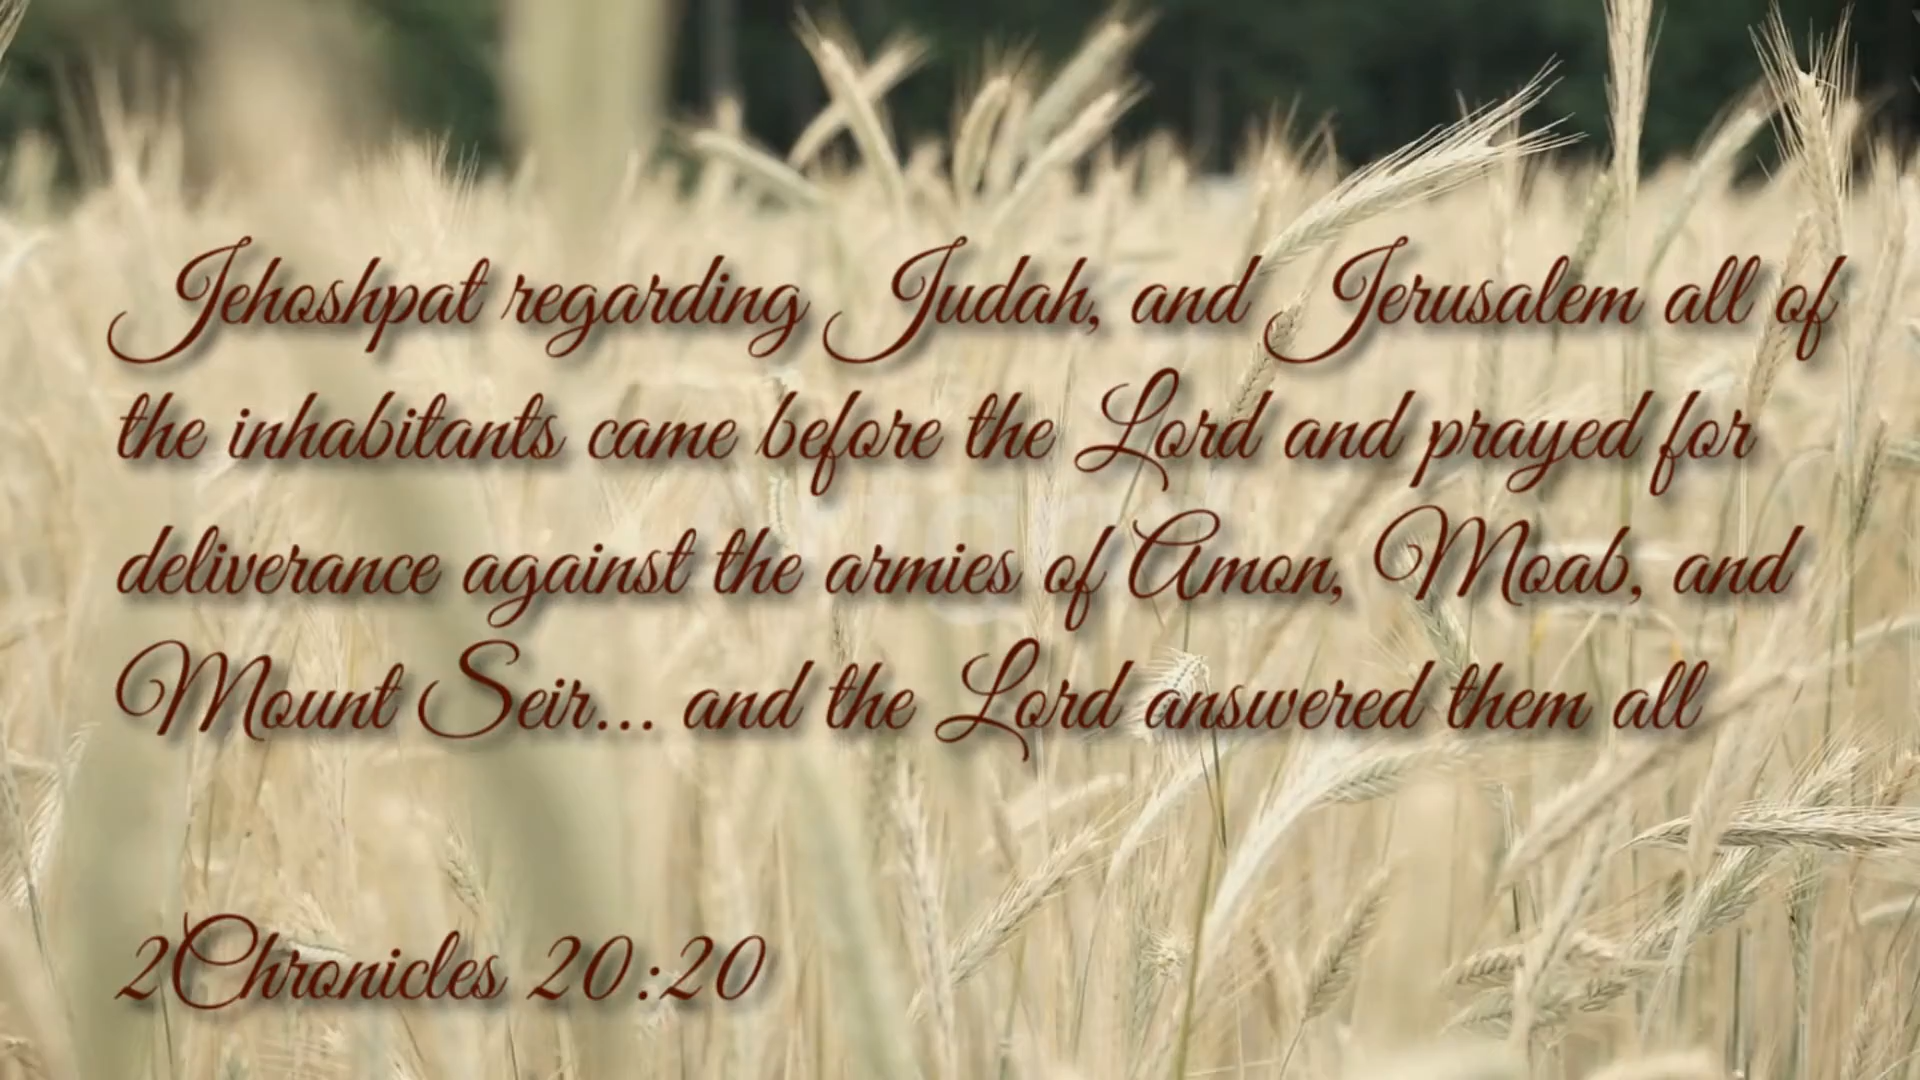 Jehoshpat regarding Judah, and Jerusalem all of
the inhabitants came before the Lord and prayed for
deliverance against the armies of Amon, Moab, and
Mount Seir... and the Lord answered them all
2Chronicles 20:20